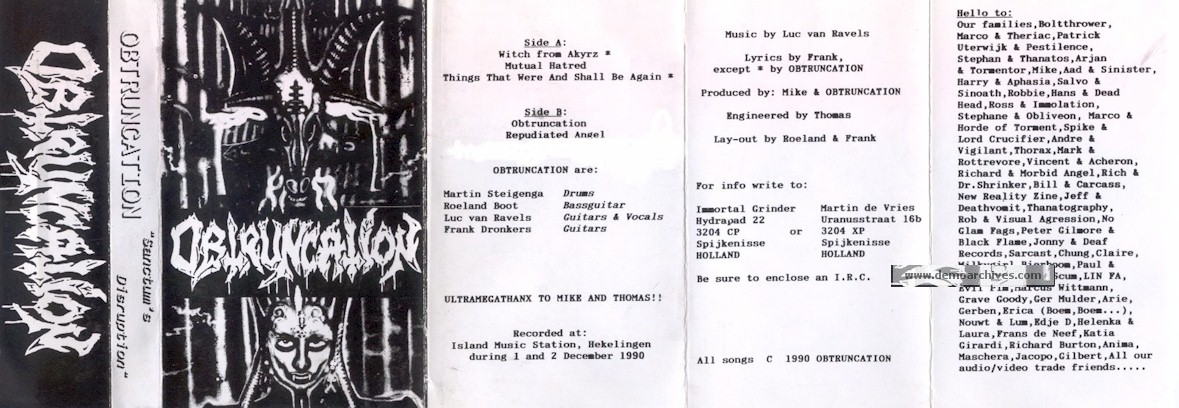 OBTRUNCATION
OBTRUNCATION
"Sanctum's Disruption"
OBTRUNCATION
Side A:
Witch from Akyrz *
Mutual Hatred
Things That Were And Shall Be Again *
Side B:
Obtruncation
Repudiated Angel
OBTRUNCATION are:
Martin Steigenga Drums
Roeland Boot Bassguitar
Luc van Ravels Guitars & Vocals
Frank Dronkers Guitars
ULTRAMEGATHANX TO MIKE AND THOMAS!!
Recorded at:
Island Music Station, Hekelingen
during 1 and 2 December 1990
Music by Luc van Ravels
Lyrics by Frank,
except * by OBTRUNCATION
Produced by: Mike & OBTRUNCATION
Engineered by Thomas
Lay-out by Roeland & Frank
For info write to:
Immortal Grinder Martin de Vries
Hydrapad 22 Uranusstraat 16b
3204 CP or 3204 XP
Spijkenisse Spijkenisse
HOLLAND HOLLAND
Be sure to enclose an I.R.C.
All songs C 1990 OBTRUNCATION
Hello to:
Our families,Boltthrower,
Marco & Theriac,Patrick
Uterwijk & Pestilence,
Stephan & Thanatos,Arjan
& Tormentor,Mike,Aad & Sinister,
Harry & Aphasia,Salvo &
Sinoath,Robbie,Hans & Dead
Head,Ross & Immolation,
Stephane & Obliveon, Marco &
Horde of Torment,Spike &
Lord Crucifier,Andre &
Vigilant,Thorax,Mark &
Rottrevore,Vincent & Acheron,
Richard & Morbid Angel,Rich &
Dr.Shrinker,Bill & Carcass,
New Reality Zine,Jeff &
Deathvomit,Thanatography,
Rob & Visual Agression,No
Glam Fags,Peter Gilmore &
Black Flame,Jonny & Deaf
Records,Sarcast,Chung,Claire,
Paul &
www.demoarchives.com
Scum,LIN FA,
Marcus Wittmann,
Grave Goody,Ger Mulder,Arie,
Gerben,Erica (Boem,Boem...),
Nouwt & Lum,Edje D,Helenka &
Laura,Frans de Neef,Katia
Girardi,Richard Burton,Anima,
Maschera,Jacopo,Gilbert,All our
audio/video trade friends.....